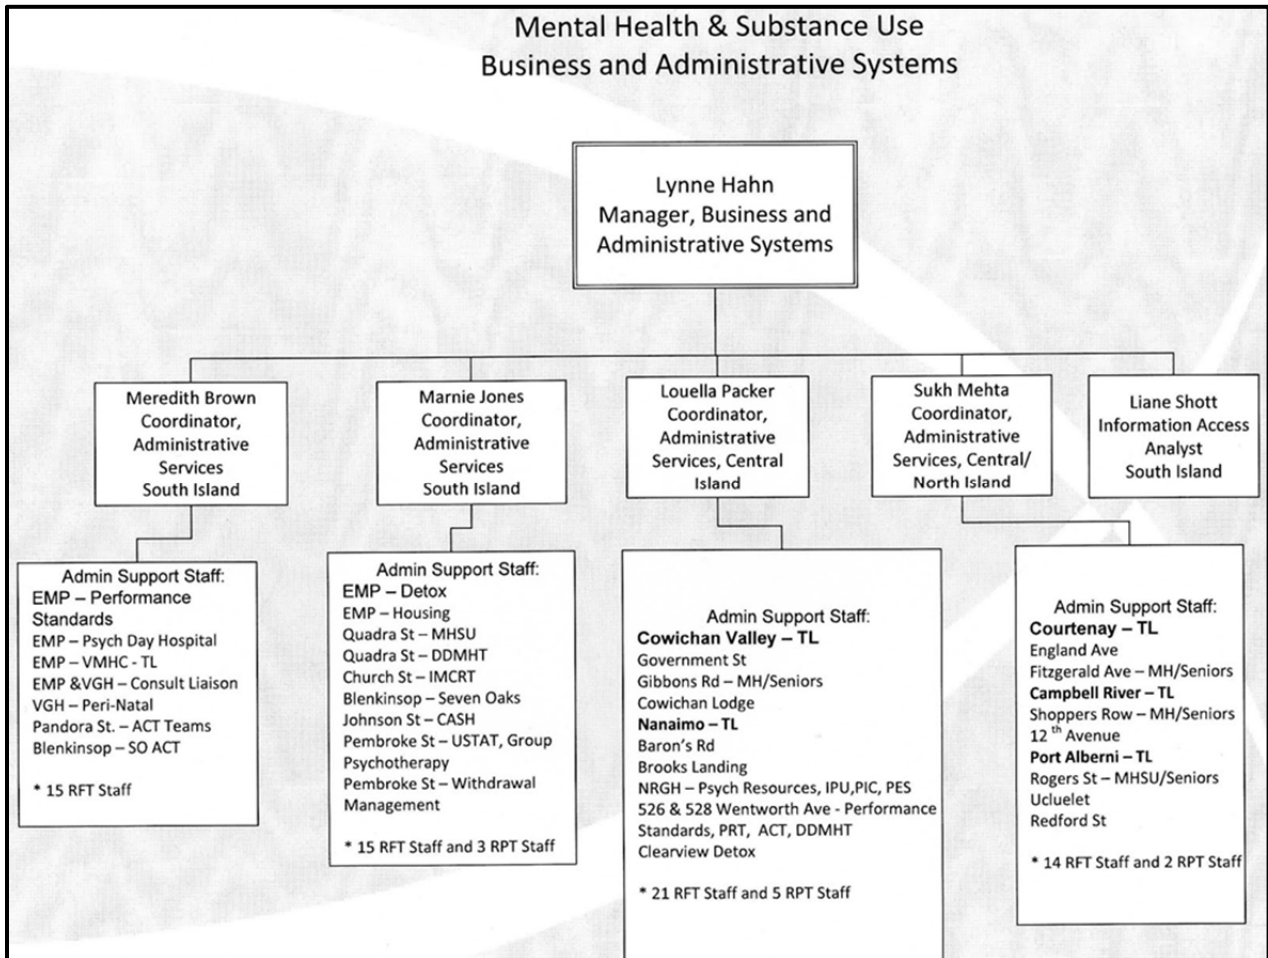 Mental Health & Substance Use
Business and Administrative Systems
Lynne Hahn
Manager, Business and
Administrative Systems
Meredith Brown
Coordinator,
Administrative
Services
South Island
Marnie Jones
Coordinator,
Administrative
Services
South Island
Louella Packer
Coordinator,
Administrative
Services, Central
Island
Sukh Mehta
Coordinator,
Administrative
Services, Central/
North Island
Liane Shott
Information Access
Analyst
South Island
Admin Support Staff:
EMP – Performance
Standards
EMP – Psych Day Hospital
EMP – VMHC - TL
EMP &VGH – Consult Liaison
VGH – Peri-Natal
Pandora St. – ACT Teams
Blenkinsop – SO ACT
* 15 RFT Staff
Admin Support Staff:
EMP – Detox
EMP – Housing
Quadra St – MHSU
Quadra St – DDMHT
Church St – IMCRT
Blenkinsop – Seven Oaks
Johnson St – CASH
Pembroke St – USTAT, Group
Psychotherapy
Pembroke St – Withdrawal
Management
* 15 RFT Staff and 3 RPT Staff
Admin Support Staff:
Cowichan Valley – TL
Government St
Gibbons Rd – MH/Seniors
Cowichan Lodge
Nanaimo – TL
Baron's Rd
Brooks Landing
NRGH – Psych Resources, IPU,PIC, PES
526 & 528 Wentworth Ave - Performance
Standards, PRT, ACT, DDMHT
Clearview Detox
* 21 RFT Staff and 5 RPT Staff
Admin Support Staff:
Courtenay – TL
England Ave
Fitzgerald Ave – MH/Seniors
Campbell River – TL
Shoppers Row – MH/Seniors
12 th Avenue
Port Alberni – TL
Rogers St – MHSU/Seniors
Ucluelet
Redford St
* 14 RFT Staff and 2 RPT Staff